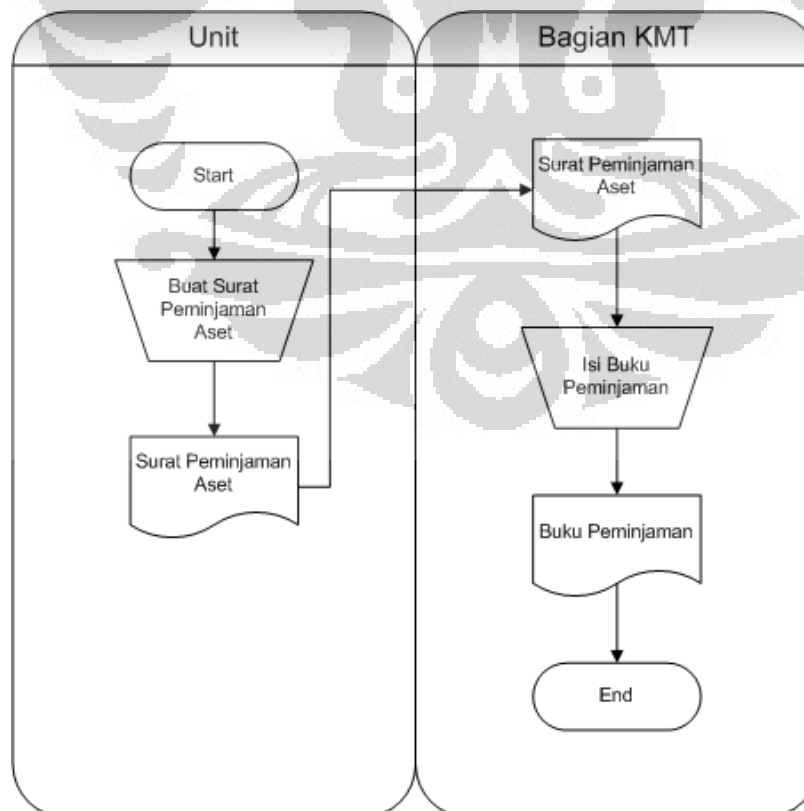 Unit
Start
Buat Surat
Peminjaman
Aset
Surat Peminjaman
Aset
Bagian KMT
Surat Peminjaman
Aset
Isi Buku
Peminjaman
Buku Peminjaman
End